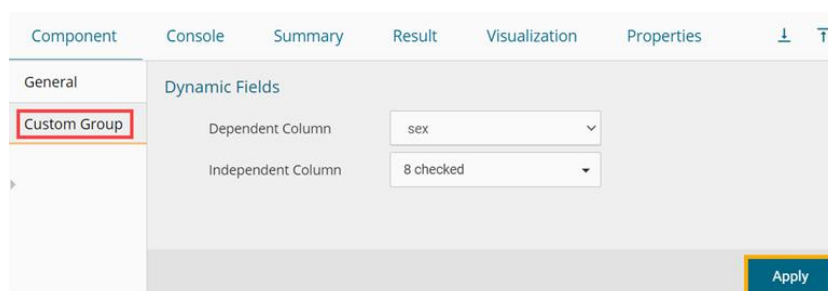 Component Console Summary Result Visualization Properties
General
Dynamic Fields
Custom Group
Dependent Column sex
Independent Column 8 checked
Apply